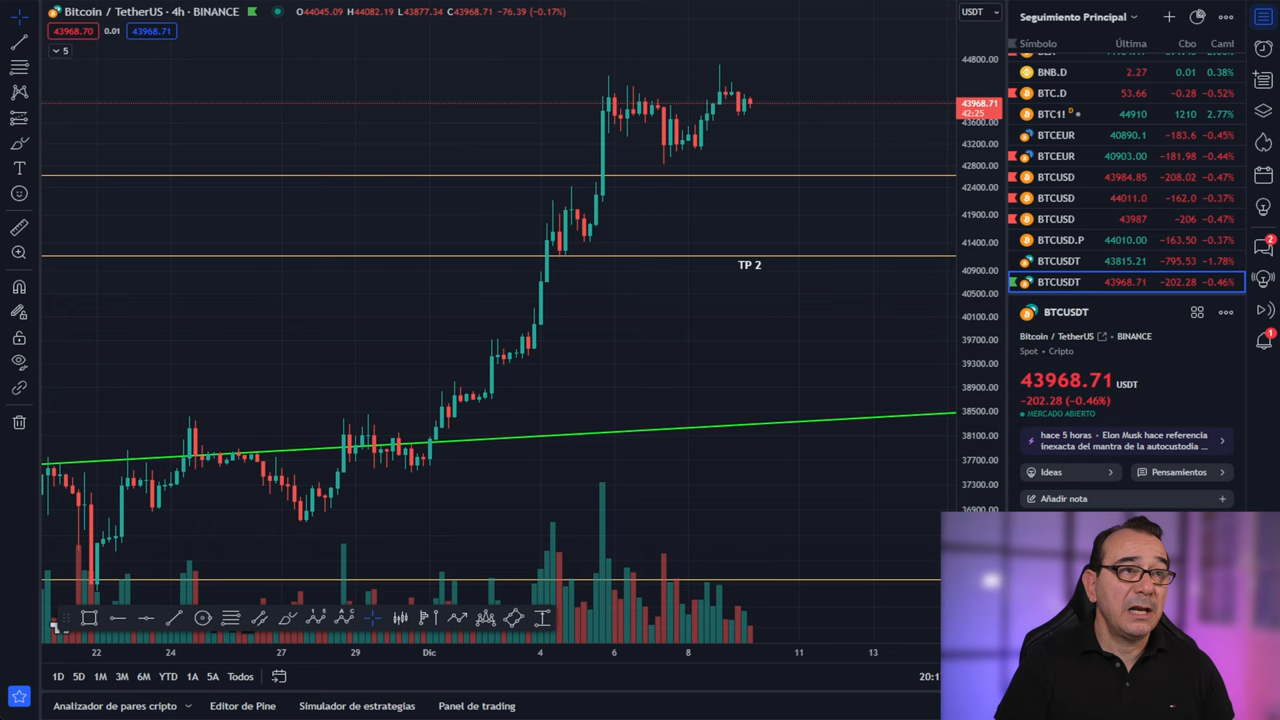 Bitcoin / TetherUS · 4h · BINANCE O44045.09 H44082.19 L43877.34 C43968.71 −76.39 (−0.17%)
43968.70 0.01 43968.71
5
USDT
44800.00
43968.71
42:25
43600.00
43200.00
42800.00
42400.00
41900.00
41400.00
TP 2
40900.00
40500.00
40100.00
39700.00
39300.00
38900.00
38500.00
38100.00
37700.00
37300.00
36900.00
22 24 27 29 Dic 4 6 8 11 13
1D 5D 1M 3M 6M YTD 1A 5A Todos
Analizador de pares cripto Editor de Pine Simulador de estrategias Panel de trading
Seguimiento Principal
Símbolo Última Cbo Caml
BNB.D 2.27 0.01 0.38%
BTC.D 53.66 −0.28 −0.52%
BTC1! D 44910 1210 2.77%
BTCEUR 40890.1 −183.6 −0.45%
BTCEUR 40903.00 −181.98 −0.44%
BTCUSD 43984.85 −208.02 −0.47%
BTCUSD 44011.0 −162.0 −0.37%
BTCUSD 43987 −206 −0.47%
BTCUSD.P 44010.00 −163.50 −0.37%
BTCUSDT 43815.21 −795.53 −1.78%
BTCUSDT 43968.71 −202.28 −0.46%
BTCUSDT
Bitcoin / TetherUS · BINANCE
Spot · Cripto
43968.71 USDT
−202.28 (−0.46%)
MERCADO ABIERTO
hace 5 horas · Elon Musk hace referencia
inexacta del mantra de la autocustodia ...
Ideas Pensamientos
Añadir nota
2
1